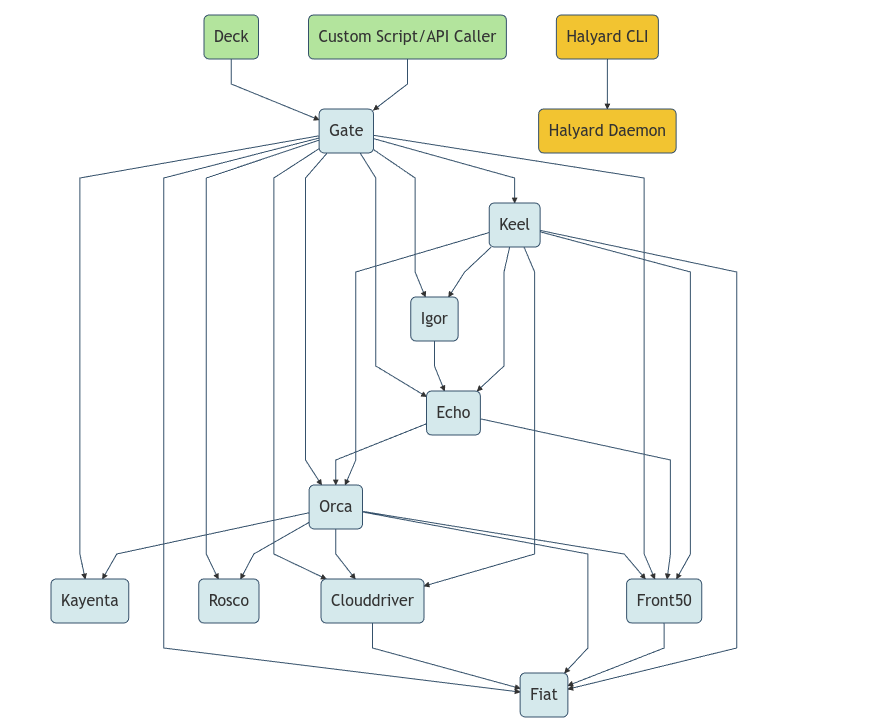 Deck
Custom Script/API Caller
Halyard CLI
Gate
Halyard Daemon
Keel
Igor
Echo
Orca
Kayenta
Rosco
Clouddriver
Front50
Fiat